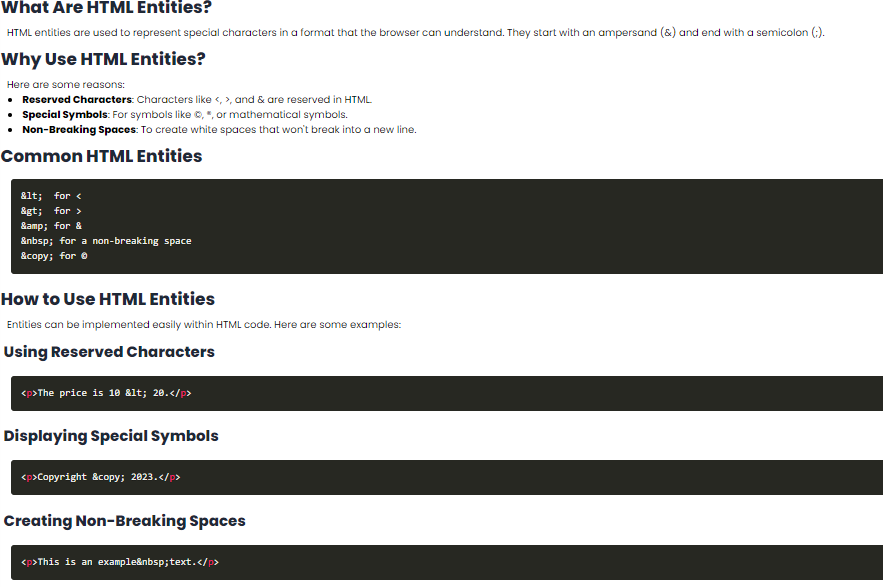 What Are HTML Entities?
HTML entities are used to represent special characters in a format that the browser can understand. They start with an ampersand (&) and end with a semicolon (;).
Why Use HTML Entities?
Here are some reasons:
• Reserved Characters: Characters like <, >, and & are reserved in HTML.
• Special Symbols: For symbols like ©, ®, or mathematical symbols.
• Non-Breaking Spaces: To create white spaces that won't break into a new line.
Common HTML Entities
&lt;  for <
&gt;  for >
&amp; for &
&nbsp; for a non-breaking space
&copy; for ©
How to Use HTML Entities
Entities can be implemented easily within HTML code. Here are some examples:
Using Reserved Characters
<p>The price is 10 &lt; 20.</p>
Displaying Special Symbols
<p>Copyright &copy; 2023.</p>
Creating Non-Breaking Spaces
<p>This is an example&nbsp;text.</p>